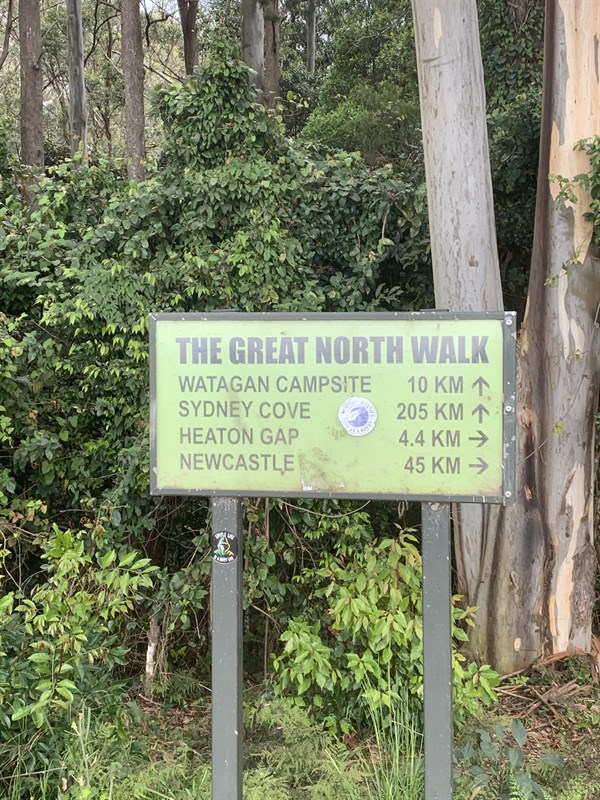 THE GREAT NORTH WALK
WATAGAN CAMPSITE 10 KM ↑
SYDNEY COVE 205 KM ↑
HEATON GAP 4.4 KM →
NEWCASTLE 45 KM →